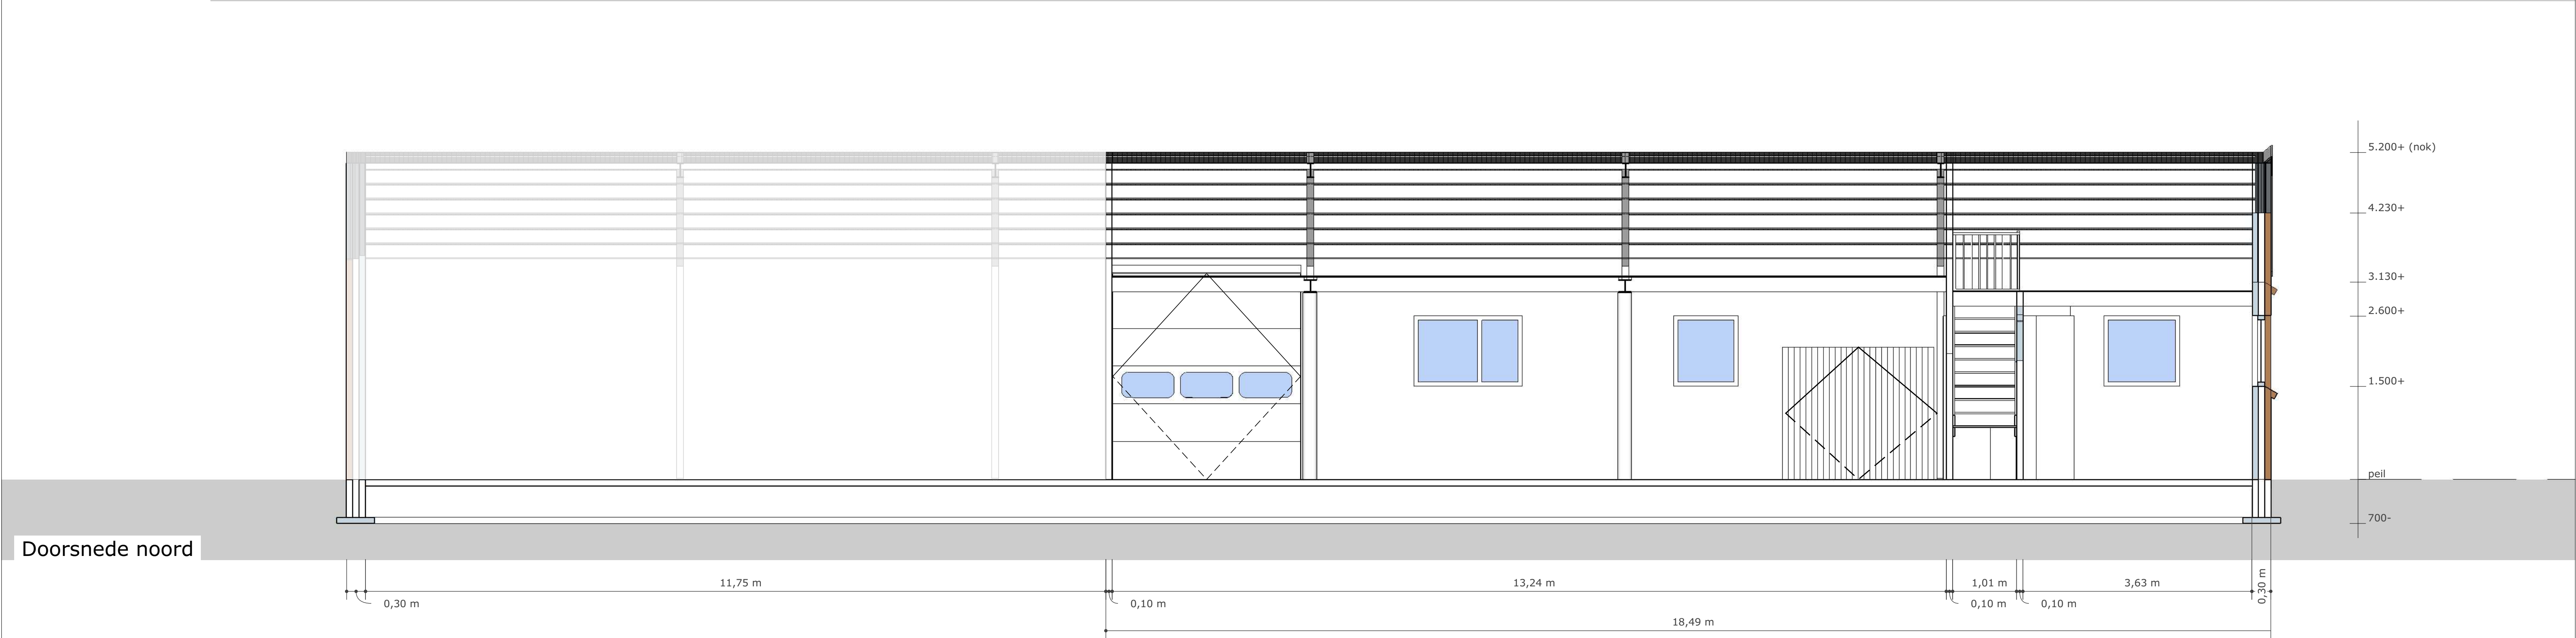 5.200+ (nok)
4.230+
3.130+
2.600+
1.500+
peil
700-
Doorsnede noord
11,75 m
13,24 m
1,01 m
3,63 m
0,30 m
0,30 m
0,10 m
0,10 m
0,10 m
18,49 m